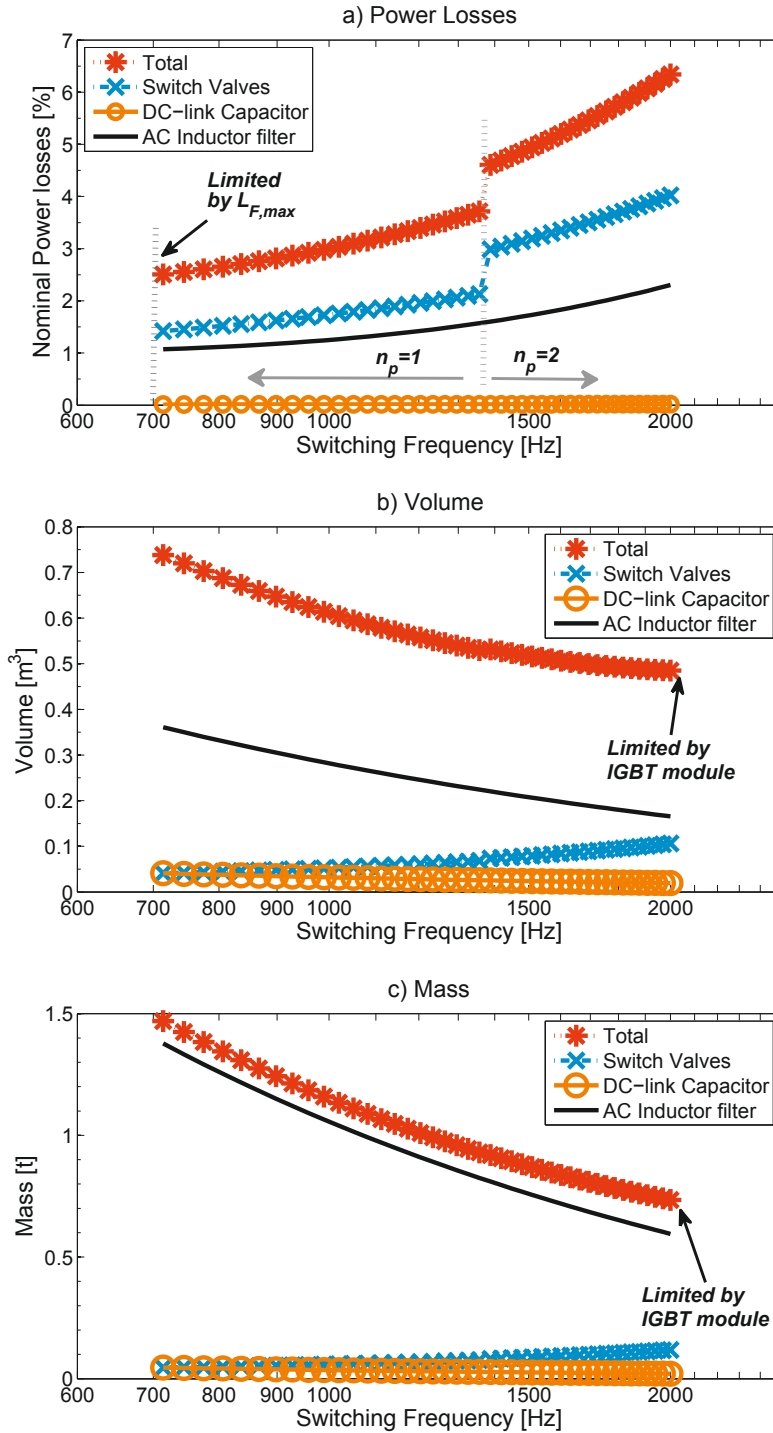 a) Power Losses
7
6
5
4
3
2
1
0
Nominal Power losses [%]
Total
Switch Valves
DC-link Capacitor
AC Inductor filter
Limited
by L_F,max
n_p=1
n_p=2
600
700
800
900
1000
1500
2000
Switching Frequency [Hz]
b) Volume
0.8
0.7
0.6
0.5
0.4
0.3
0.2
0.1
0
Volume [m³]
Total
Switch Valves
DC-link Capacitor
AC Inductor filter
Limited by
IGBT module
600
700
800
900
1000
1500
2000
Switching Frequency [Hz]
c) Mass
1.5
1
0.5
0
Mass [t]
Total
Switch Valves
DC-link Capacitor
AC Inductor filter
Limited by
IGBT module
600
700
800
900
1000
1500
2000
Switching Frequency [Hz]